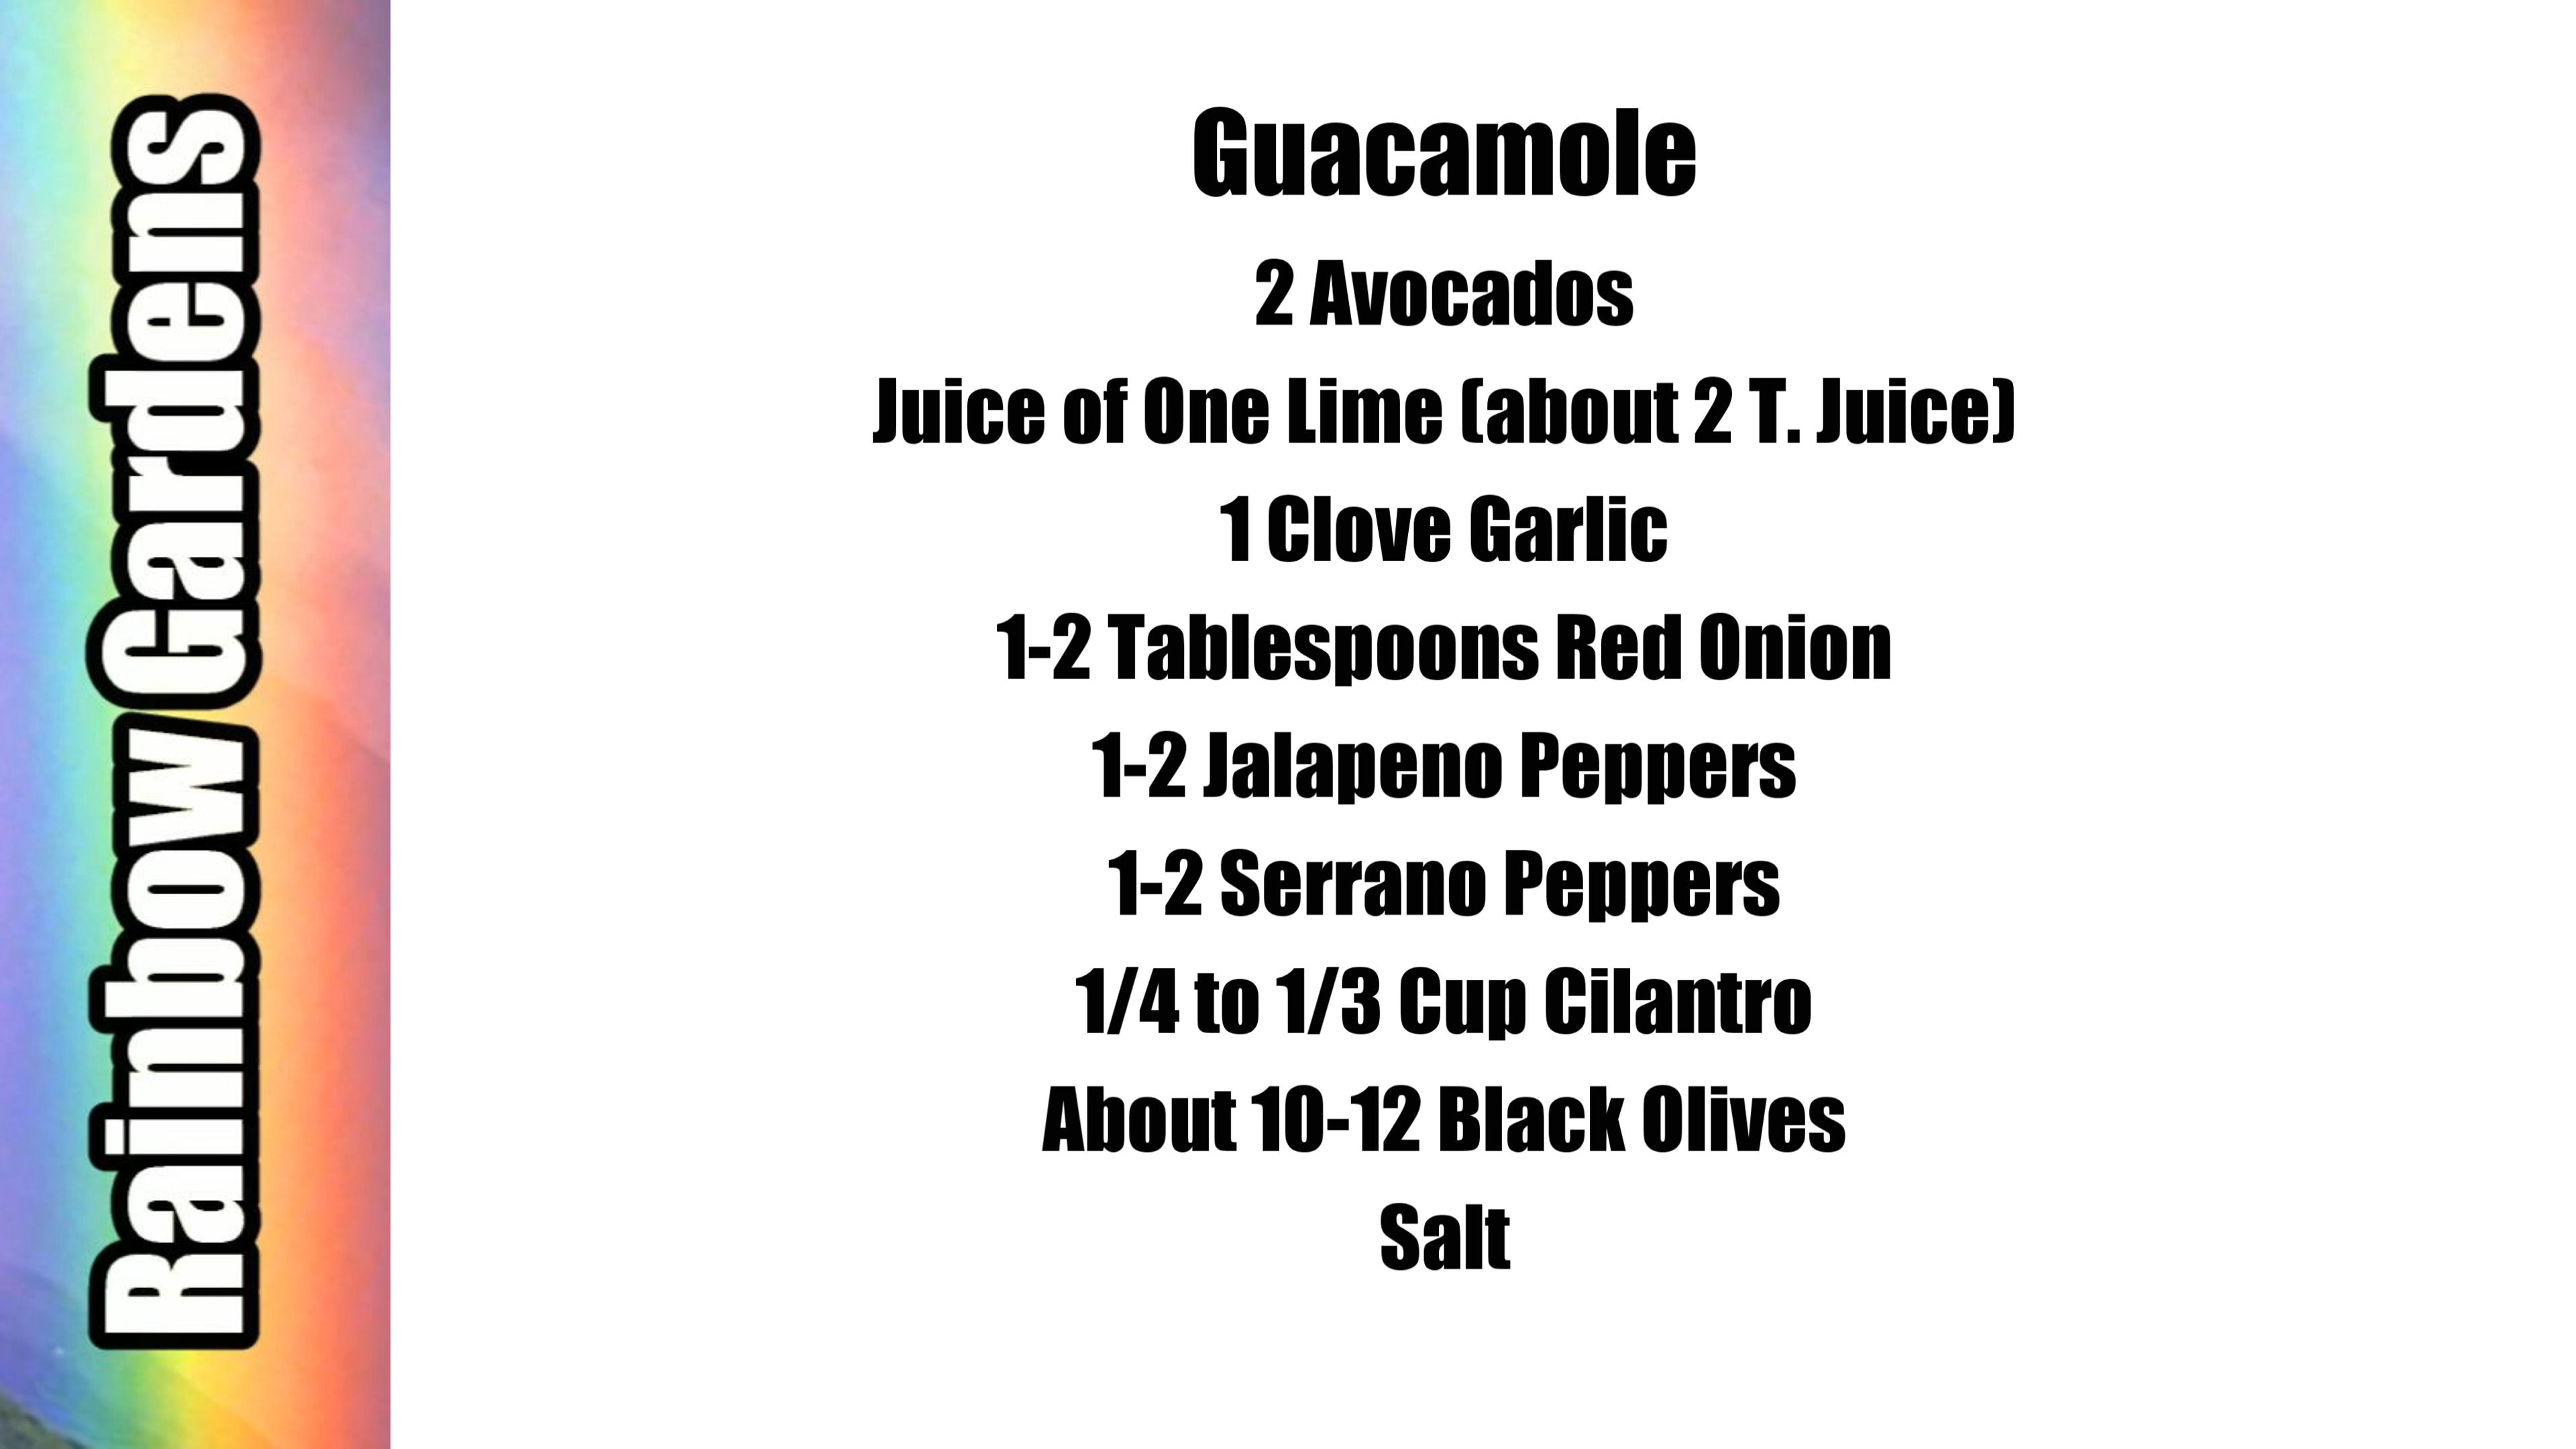 Rainbow Gardens
Guacamole
2 Avocados
Juice of One Lime (about 2 T. Juice)
1 Clove Garlic
1-2 Tablespoons Red Onion
1-2 Jalapeno Peppers
1-2 Serrano Peppers
1/4 to 1/3 Cup Cilantro
About 10-12 Black Olives
Salt